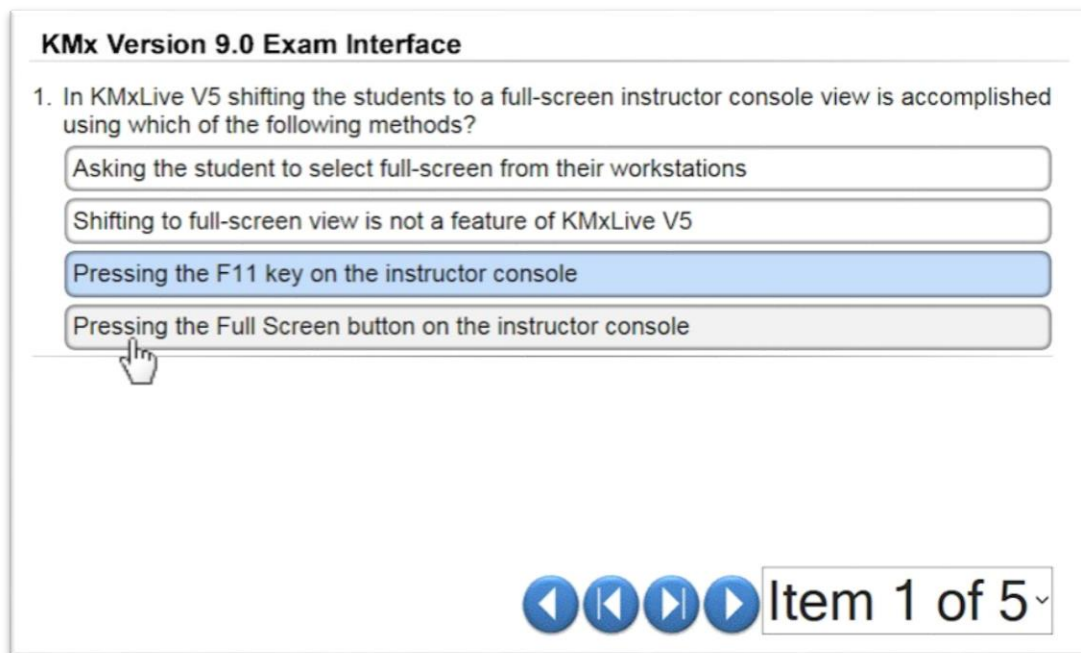 KMx Version 9.0 Exam Interface
1. In KMxLive V5 shifting the students to a full-screen instructor console view is accomplished
using which of the following methods?
Asking the student to select full-screen from their workstations
Shifting to full-screen view is not a feature of KMxLive V5
Pressing the F11 key on the instructor console
Pressing the Full Screen button on the instructor console
Item 1 of 5